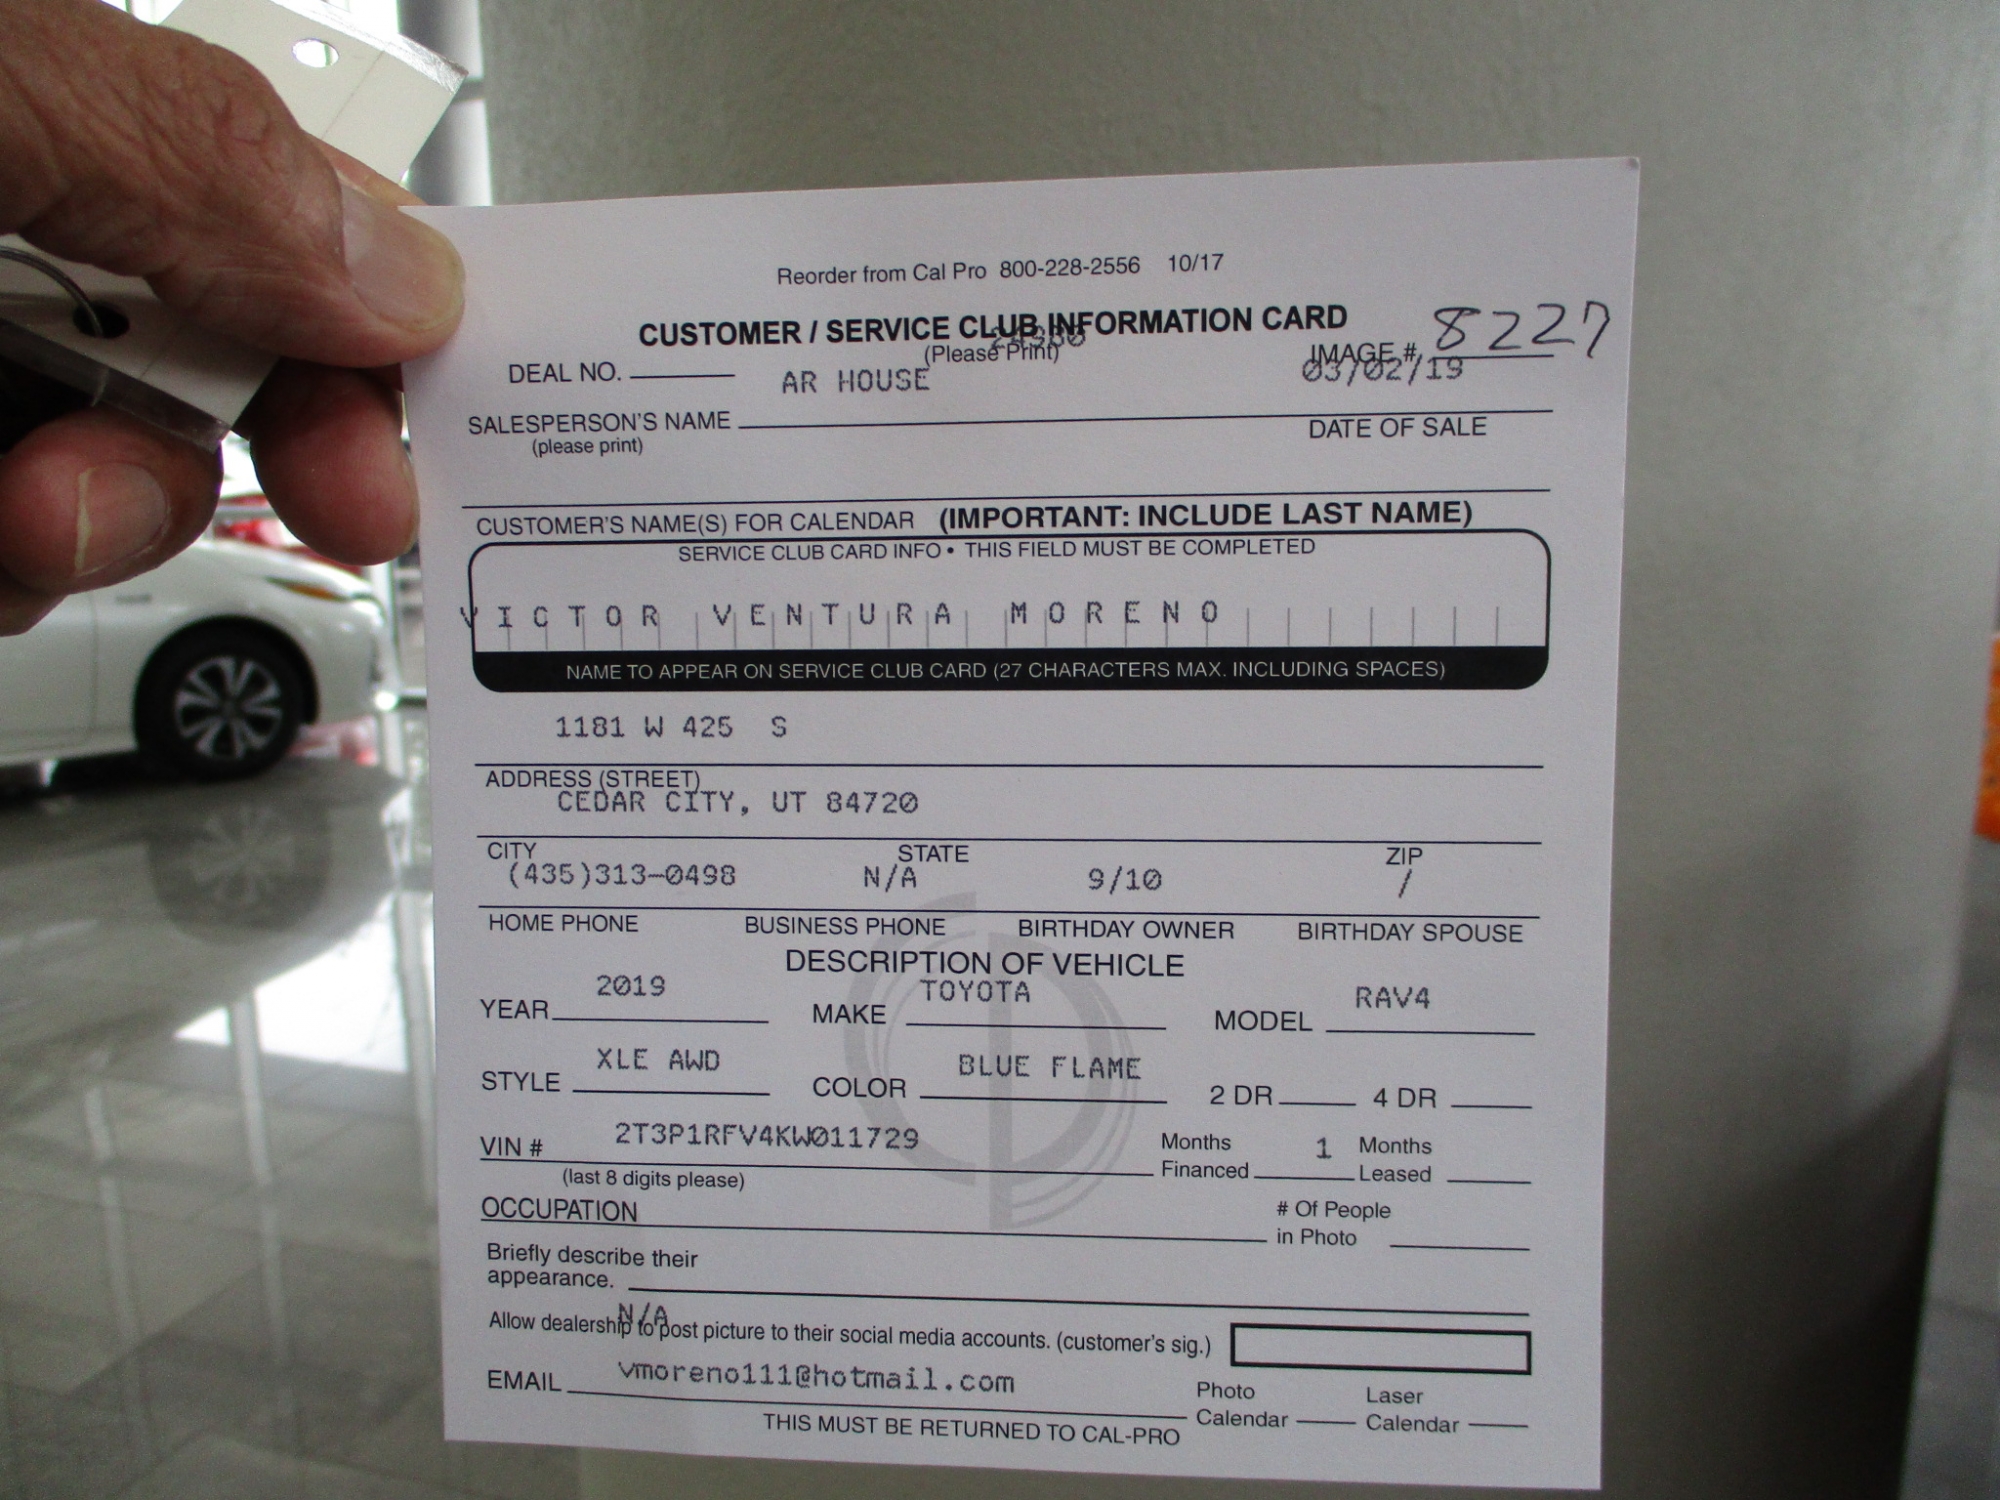 Reorder from Cal Pro 800-228-2556 10/17
CUSTOMER / SERVICE CLUB INFORMATION CARD
(Please Print)
DEAL NO. IMAGE # 8227
AR HOUSE 03/02/19
SALESPERSON'S NAME DATE OF SALE
(please print)
CUSTOMER'S NAME(S) FOR CALENDAR (IMPORTANT: INCLUDE LAST NAME)
SERVICE CLUB CARD INFO • THIS FIELD MUST BE COMPLETED
VICTOR VENTURA MORENO
NAME TO APPEAR ON SERVICE CLUB CARD (27 CHARACTERS MAX. INCLUDING SPACES)
1181 W 425 S
ADDRESS (STREET)
CEDAR CITY, UT 84720
CITY STATE ZIP
(435)313-0498 N/A 9/10 /
HOME PHONE BUSINESS PHONE BIRTHDAY OWNER BIRTHDAY SPOUSE
DESCRIPTION OF VEHICLE
YEAR 2019 MAKE TOYOTA MODEL RAV4
STYLE XLE AWD COLOR BLUE FLAME 2 DR 4 DR
VIN # 2T3P1RFV4KW011729 Months Financed 1 Months Leased
(last 8 digits please)
OCCUPATION # Of People in Photo
Briefly describe their
appearance.
N/A
Allow dealership to post picture to their social media accounts. (customer's sig.)
EMAIL vmoreno111@hotmail.com Photo Calendar Laser Calendar
THIS MUST BE RETURNED TO CAL-PRO